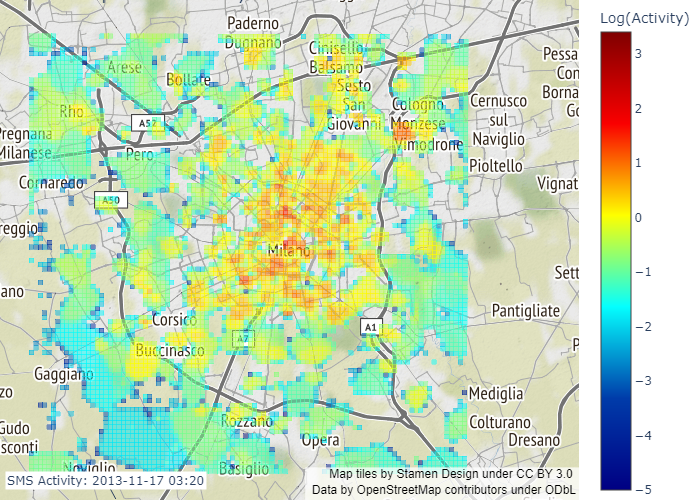 Log(Activity)
3
2
1
0
−1
−2
−3
−4
−5
Paderno
Dugnano
Cinisello
Balsamo
Arese
Bollate
Sesto
San
Giovanni
Pessa
Con
Borna
Go
Rho
A52
Cologno
Monzese
Cernusco
sul
Naviglio
Pregnana
Milanese
Pero
Vimodrone
Pioltello
Cornaredo
Vignat
A50
reggio
Milano
Sett
ano
Pantigliate
Corsico
A1
A7
P
Buccinasco
Gaggiano
zo
Mediglia
Rozzano
Colturano
Gudo
Visconti
Opera
Dresano
Noviglio
Basiglio
SMS Activity: 2013-11-17 03:20
Map tiles by Stamen Design under CC BY 3.0
Data by OpenStreetMap contributors under ODbL